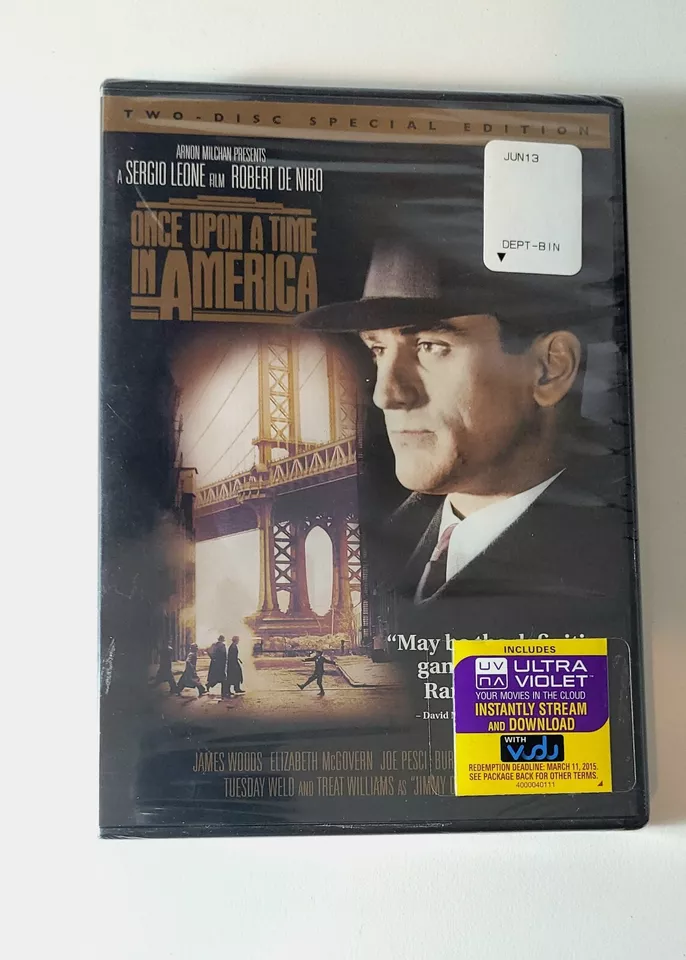 TWO-DISC SPECIAL EDITION
JUN13
DEPT-BIN
ARNON MILCHAN PRESENTS
A SERGIO LEONE FILM ROBERT DE NIRO
ONCE UPON A TIME
IN AMERICA
"May
gan
Ra
– David
INCLUDES
UV
ULTRA
VIOLET™
YOUR MOVIES IN THE CLOUD
INSTANTLY STREAM
AND DOWNLOAD
WITH
VUDU
REDEMPTION DEADLINE: MARCH 11, 2015.
SEE PACKAGE BACK FOR OTHER TERMS.
4000040111
JAMES WOODS ELIZABETH McGOVERN JOE PESCI BUR
TUESDAY WELD AND TREAT WILLIAMS AS "JIMMY